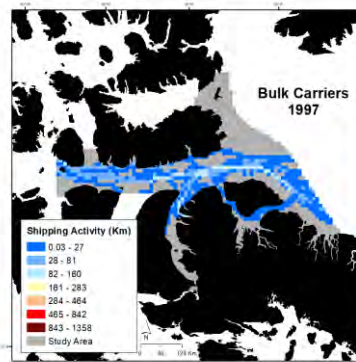 Bulk Carriers
1997
Shipping Activity (Km)
0.03 - 27
28 - 81
82 - 160
161 - 283
284 - 464
465 - 842
843 - 1358
Study Area
N